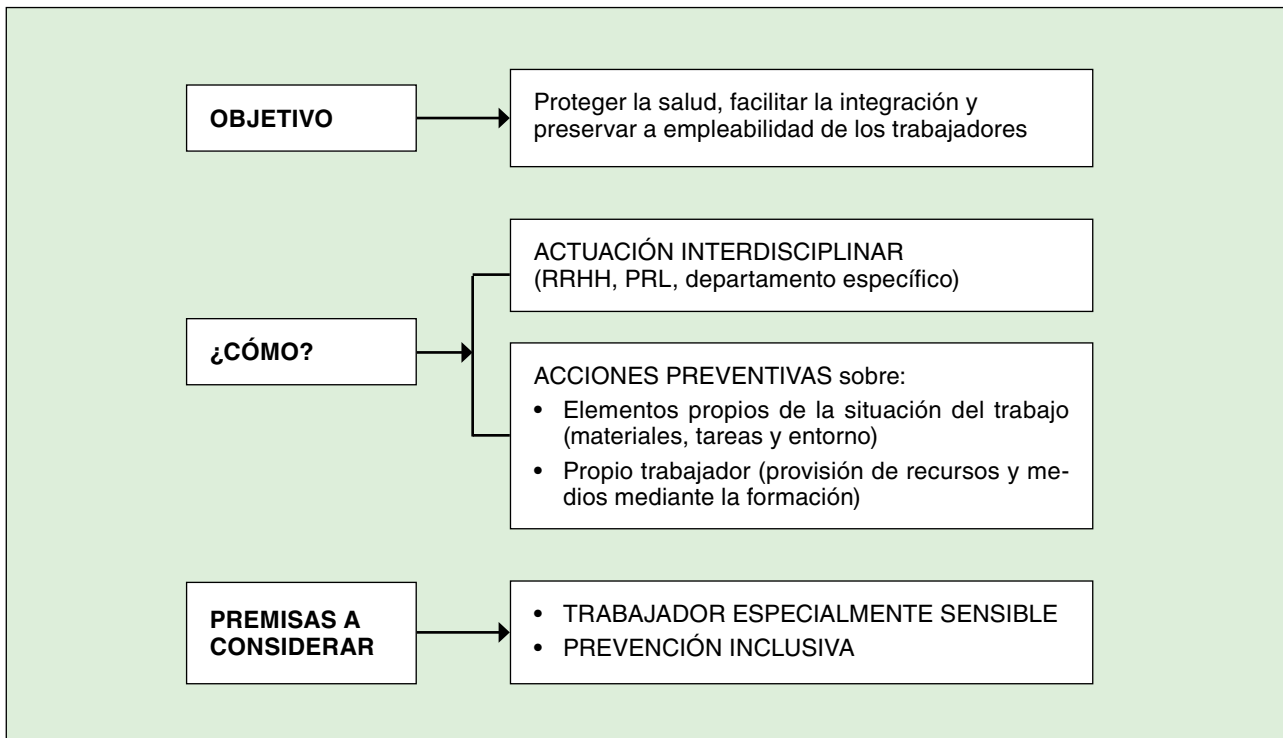 OBJETIVO
Proteger la salud, facilitar la integración y
preservar a empleabilidad de los trabajadores
ACTUACIÓN INTERDISCIPLINAR
(RRHH, PRL, departamento específico)
¿CÓMO?
ACCIONES PREVENTIVAS sobre:
• Elementos propios de la situación del trabajo
(materiales, tareas y entorno)
• Propio trabajador (provisión de recursos y me-
dios mediante la formación)
PREMISAS A
CONSIDERAR
• TRABAJADOR ESPECIALMENTE SENSIBLE
• PREVENCIÓN INCLUSIVA